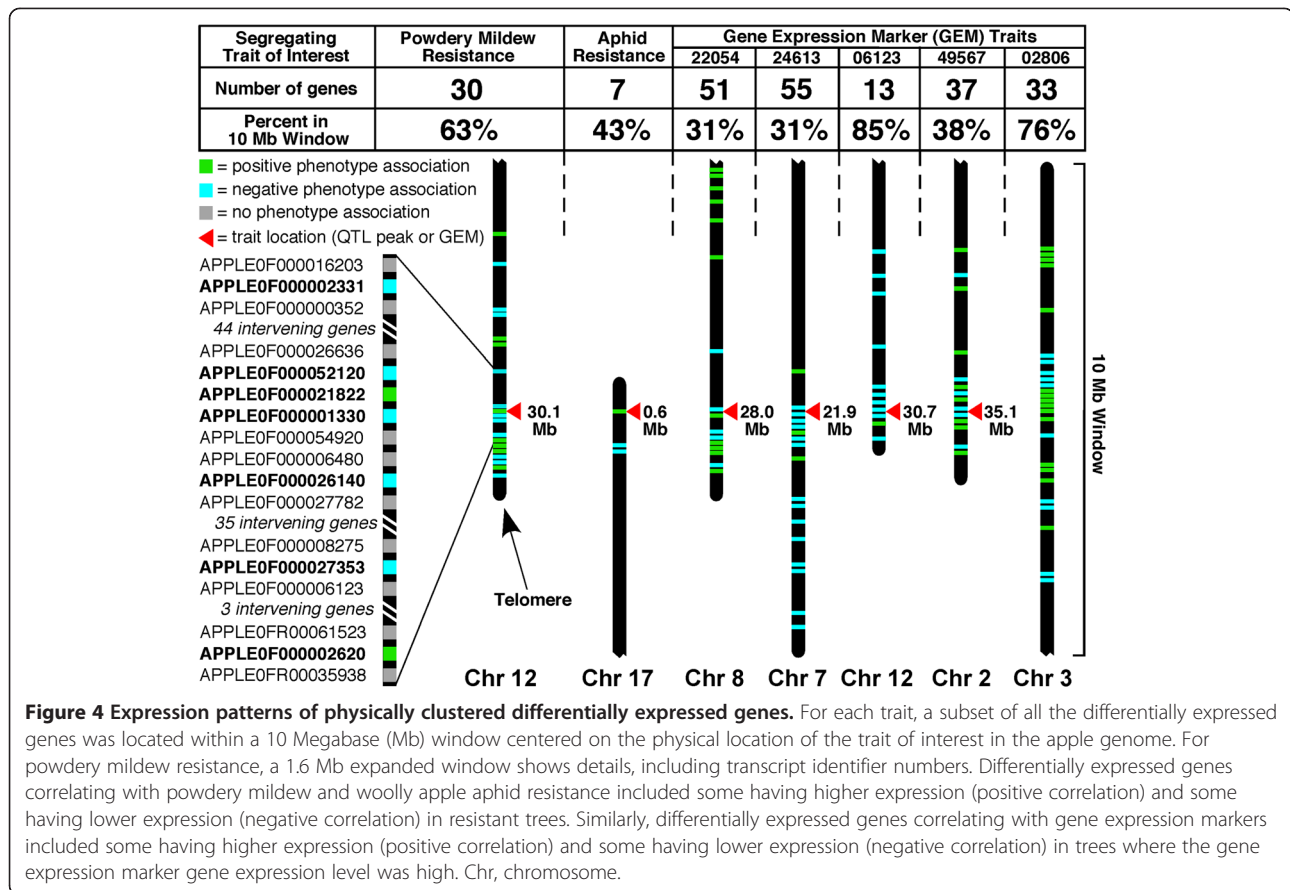 Segregating Trait of Interest
Powdery Mildew Resistance
Aphid Resistance
Gene Expression Marker (GEM) Traits
22054 24613 06123 49567 02806
Number of genes 30 7 51 55 13 37 33
Percent in 10 Mb Window 63% 43% 31% 31% 85% 38% 76%
= positive phenotype association
= negative phenotype association
= no phenotype association
= trait location (QTL peak or GEM)
APPLE0F000016203
APPLE0F000002331
APPLE0F000000352
44 intervening genes
APPLE0F000026636
APPLE0F000052120
APPLE0F000021822
APPLE0F000001330
APPLE0F000054920
APPLE0F000006480
APPLE0F000026140
APPLE0F000027782
35 intervening genes
APPLE0F000008275
APPLE0F000027353
APPLE0F000006123
3 intervening genes
APPLE0FR00061523
APPLE0F000002620
APPLE0FR00035938
30.1 Mb
0.6 Mb
28.0 Mb
21.9 Mb
30.7 Mb
35.1 Mb
10 Mb Window
Telomere
Chr 12 Chr 17 Chr 8 Chr 7 Chr 12 Chr 2 Chr 3
Figure 4 Expression patterns of physically clustered differentially expressed genes. For each trait, a subset of all the differentially expressed
genes was located within a 10 Megabase (Mb) window centered on the physical location of the trait of interest in the apple genome. For
powdery mildew resistance, a 1.6 Mb expanded window shows details, including transcript identifier numbers. Differentially expressed genes
correlating with powdery mildew and woolly apple aphid resistance included some having higher expression (positive correlation) and some
having lower expression (negative correlation) in resistant trees. Similarly, differentially expressed genes correlating with gene expression markers
included some having higher expression (positive correlation) and some having lower expression (negative correlation) in trees where the gene
expression marker gene expression level was high. Chr, chromosome.